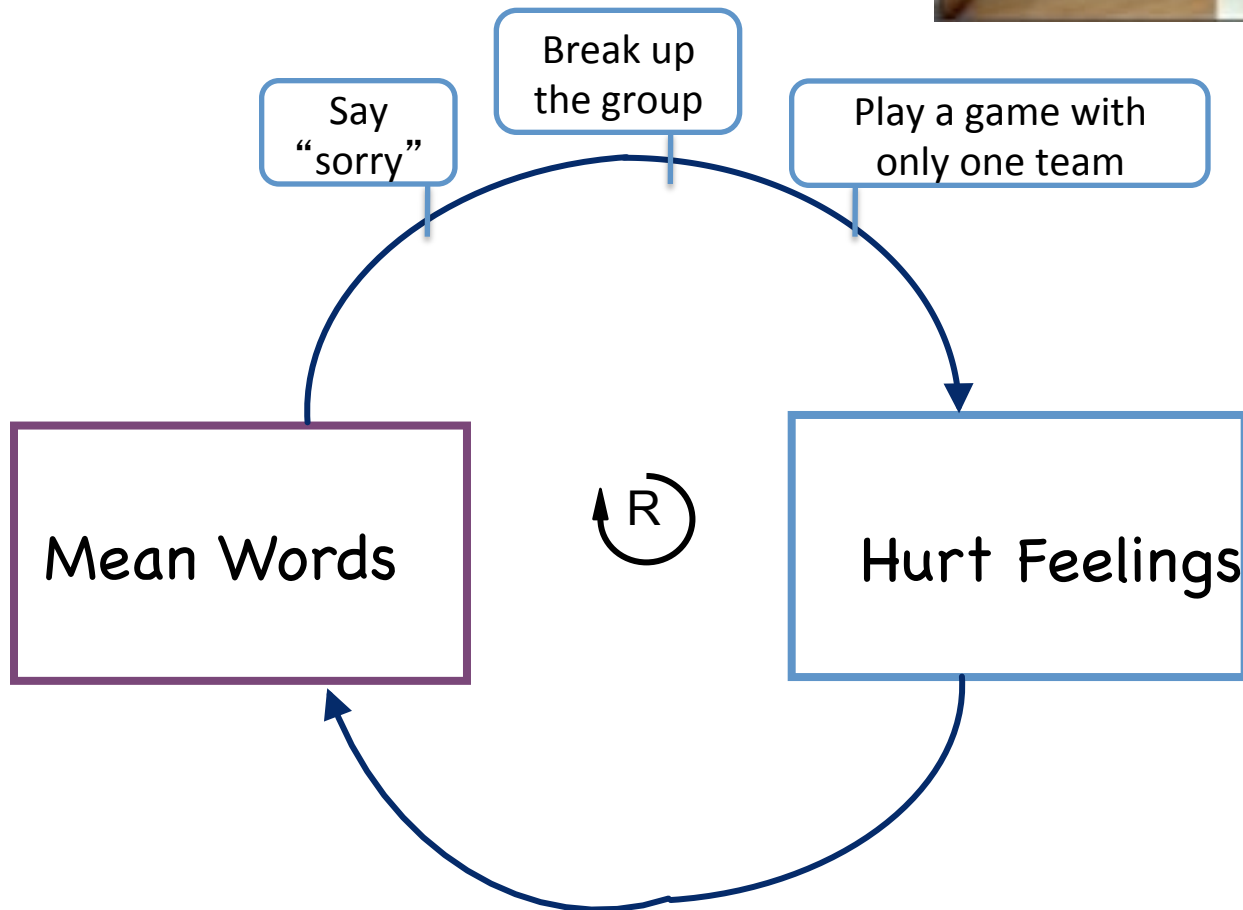 Break up
the group
Say
“sorry”
Play a game with
only one team
R
Mean Words
Hurt Feelings